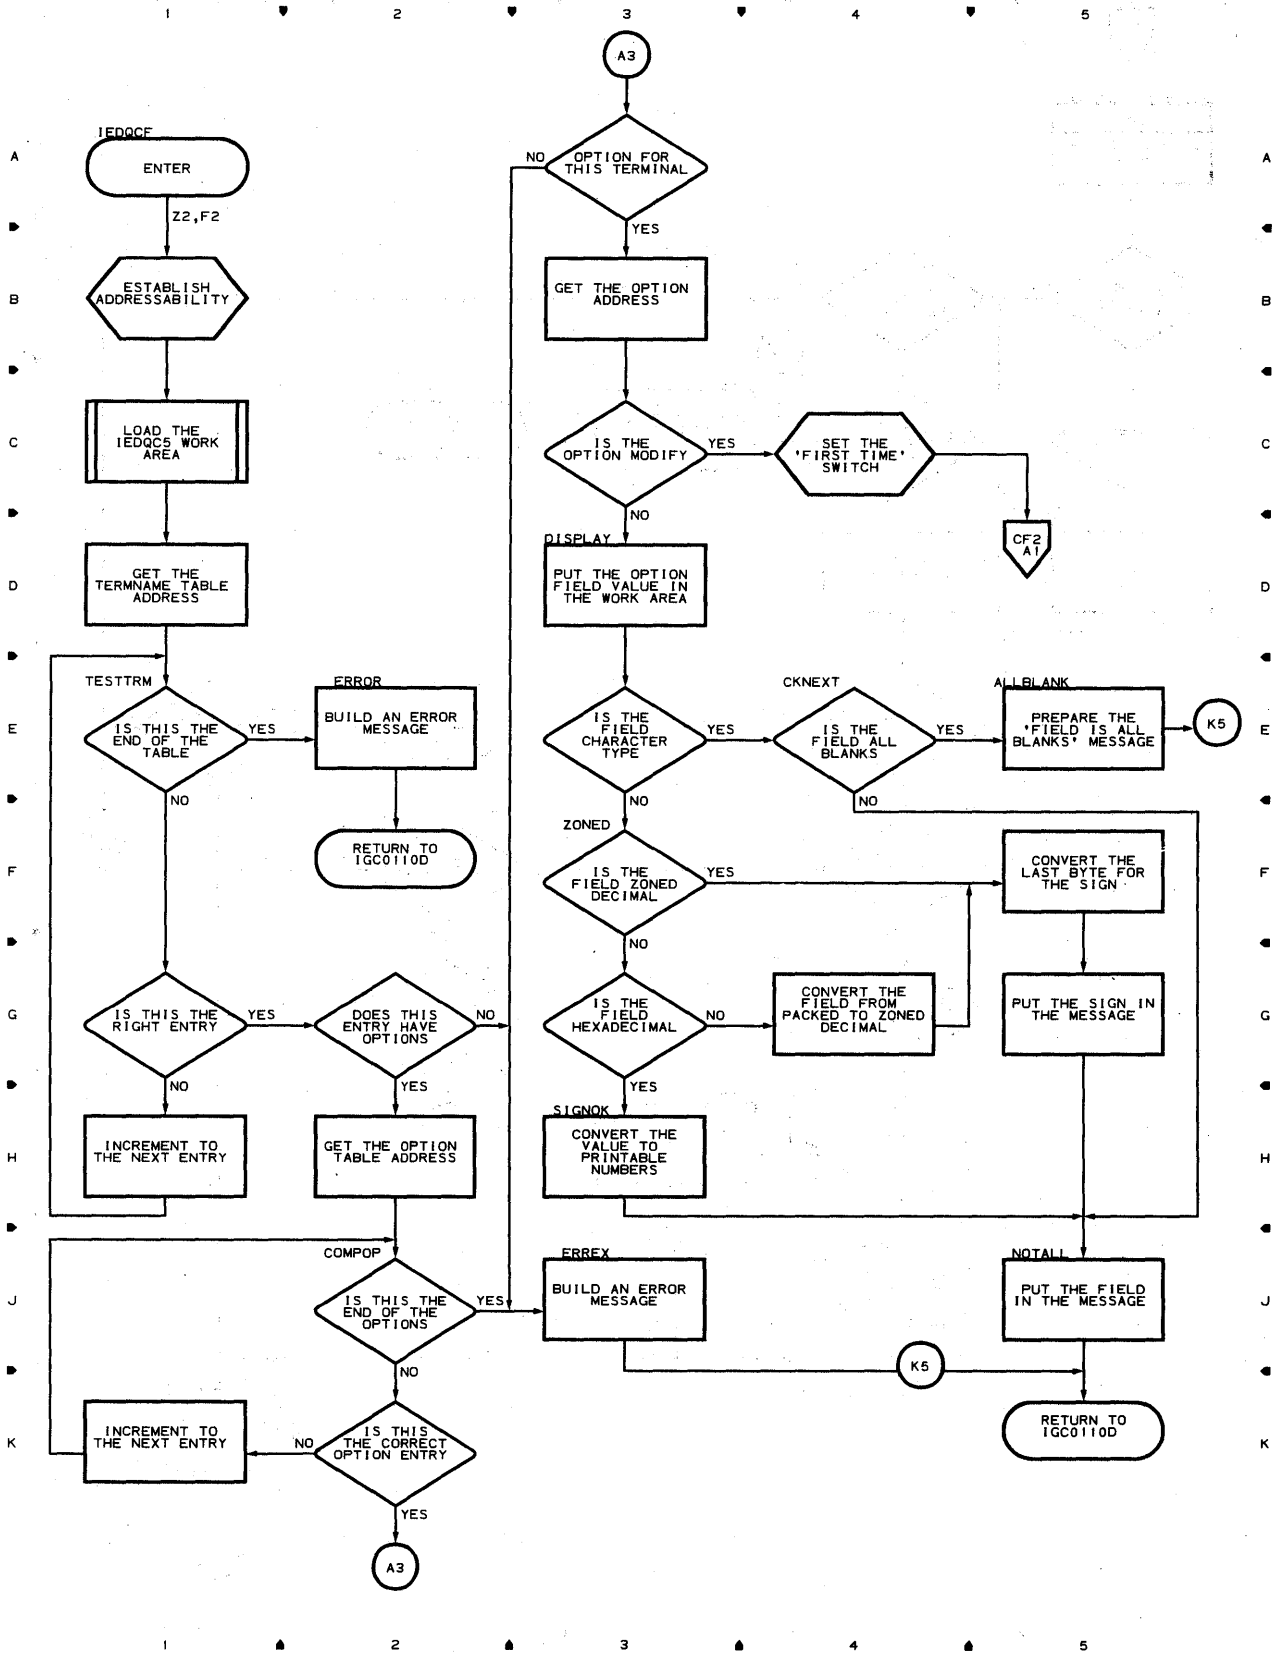 1 2 3 4 5
A3
IEDQCF
A ENTER NO OPTION FOR A
THIS TERMINAL
Z2,F2
YES
B ESTABLISH
ADDRESSABILITY
GET THE OPTION
ADDRESS
B
C LOAD THE
IEDQC5 WORK
AREA
IS THE
OPTION MODIFY
YES
SET THE
'FIRST TIME'
SWITCH
C
NO
CF2
A1
DISPLAY
D GET THE
TERMNAME TABLE
ADDRESS
PUT THE OPTION
FIELD VALUE IN
THE WORK AREA
D
TESTTRM
ERROR
CKNEXT
ALLBLANK
E IS THIS THE
END OF THE
TABLE
YES
BUILD AN ERROR
MESSAGE
IS THE
FIELD
CHARACTER
TYPE
YES
IS THE
FIELD ALL
BLANKS
YES
PREPARE THE
'FIELD IS ALL
BLANKS' MESSAGE
K5
E
NO
NO
NO
ZONED
F RETURN TO
IGC0110D
IS THE
FIELD ZONED
DECIMAL
YES
CONVERT THE
LAST BYTE FOR
THE SIGN
F
NO
G IS THIS THE
RIGHT ENTRY
YES
DOES THIS
ENTRY HAVE
OPTIONS
NO
IS THE
FIELD
HEXADECIMAL
NO
CONVERT THE
FIELD FROM
PACKED TO ZONED
DECIMAL
PUT THE SIGN IN
THE MESSAGE
G
NO
YES
YES
SIGNOK
H INCREMENT TO
THE NEXT ENTRY
GET THE OPTION
TABLE ADDRESS
CONVERT THE
VALUE TO
PRINTABLE
NUMBERS
H
COMPOP
ERREX
NOTALL
J IS THIS THE
END OF THE
OPTIONS
YES
BUILD AN ERROR
MESSAGE
PUT THE FIELD
IN THE MESSAGE
J
NO
K5
K INCREMENT TO
THE NEXT ENTRY
NO
IS THIS
THE CORRECT
OPTION ENTRY
RETURN TO
IGC0110D
K
YES
A3
1 2 3 4 5